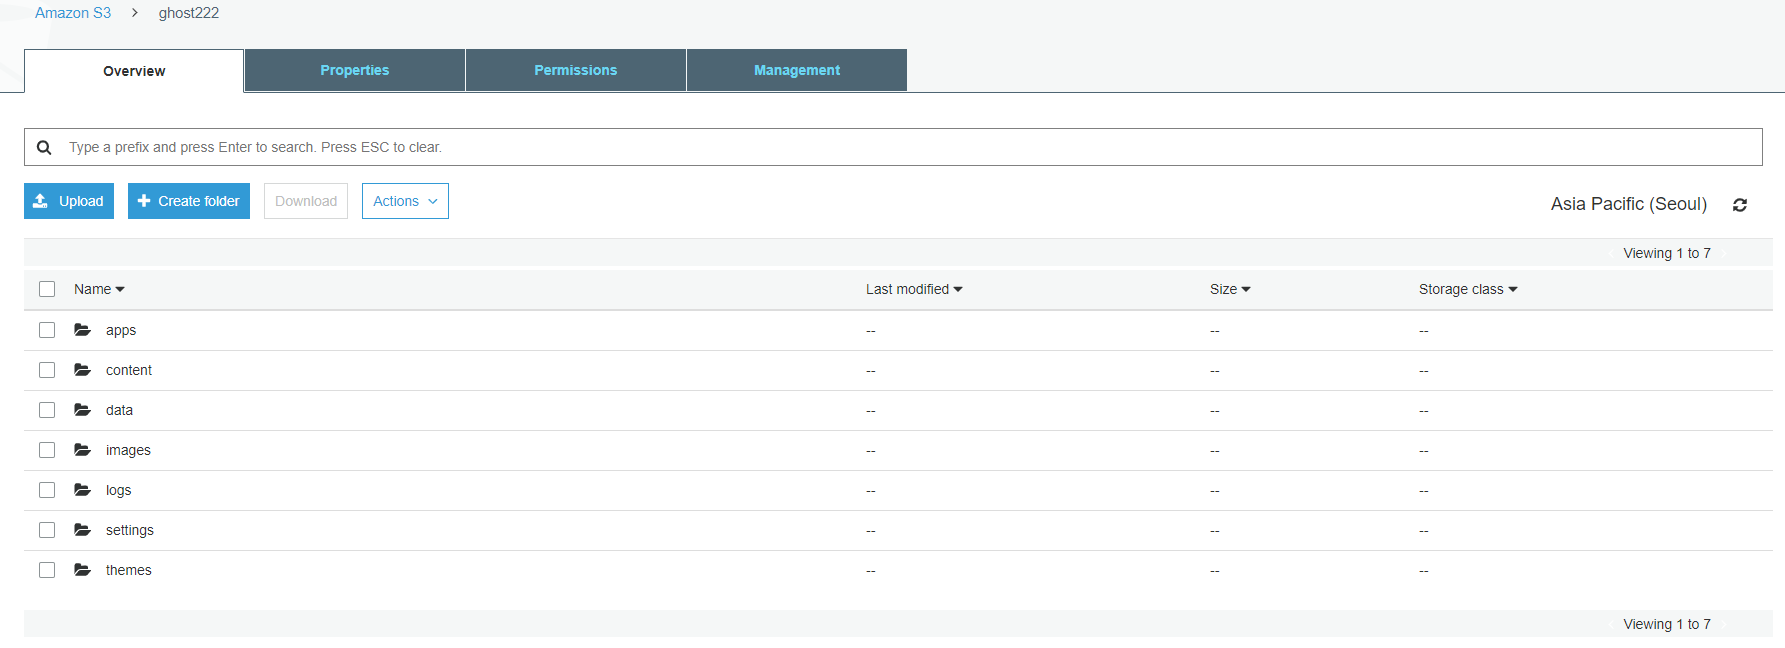 Amazon S3 > ghost222
Overview Properties Permissions Management
Type a prefix and press Enter to search. Press ESC to clear.
Upload Create folder Download Actions Asia Pacific (Seoul)
Viewing 1 to 7
Name Last modified Size Storage class
apps -- -- --
content -- -- --
data -- -- --
images -- -- --
logs -- -- --
settings -- -- --
themes -- -- --
Viewing 1 to 7